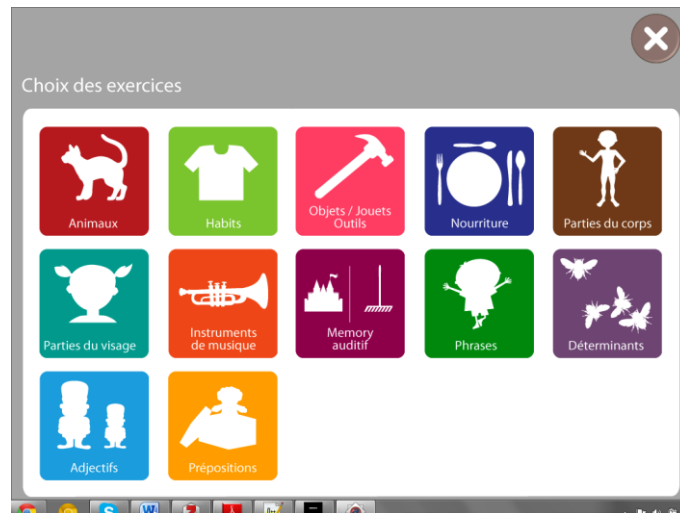 Choix des exercices
Animaux
Habits
Objets / Jouets
Outils
Nourriture
Parties du corps
Parties du visage
Instruments
de musique
Memory
auditif
Phrases
Déterminants
Adjectifs
Prépositions